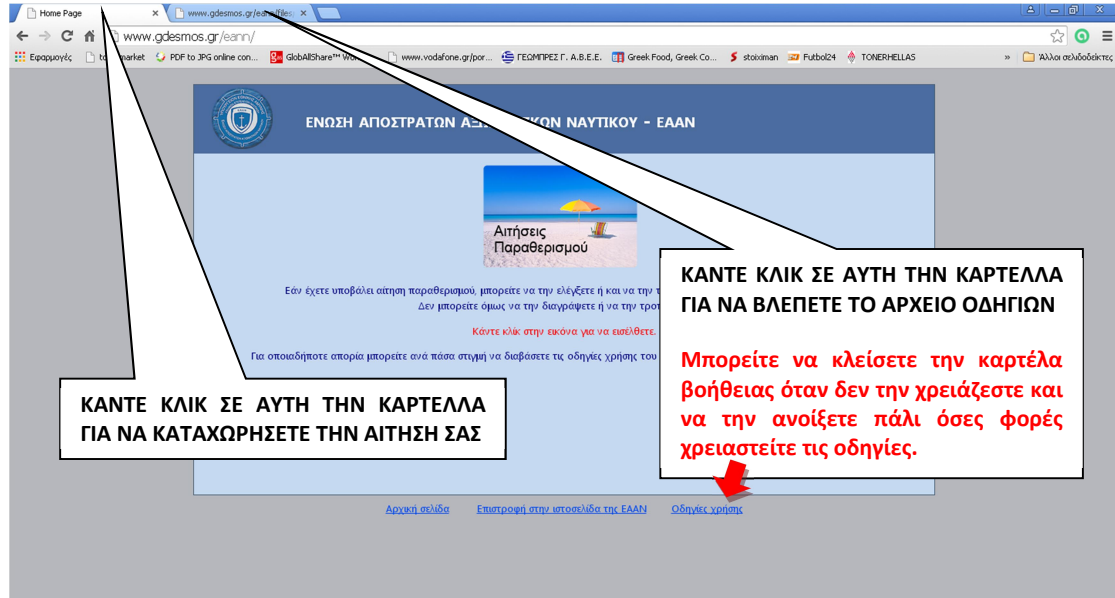 Home Page
www.gdesmos.gr/eann/files
www.gdesmos.gr/eann/
Εφαρμογές
market
PDF to JPG online con...
GlobAllShare™
www.vodafone.gr/por...
ΓΕΩΜΠΡΕΣ Γ. Α.Β.Ε.Ε.
Greek Food, Greek Co...
stoiximan
Futbol24
TONERHELLAS
»
Άλλοι σελιδοδείκτες
ΕΝΩΣΗ ΑΠΟΣΤΡΑΤΩΝ ΝΑΥΤΙΚΟΥ - ΕΑΑΝ
Αιτήσεις
Παραθερισμού
ΚΑΝΤΕ ΚΛΙΚ ΣΕ ΑΥΤΗ ΤΗΝ ΚΑΡΤΕΛΛΑ
ΓΙΑ ΝΑ ΒΛΕΠΕΤΕ ΤΟ ΑΡΧΕΙΟ ΟΔΗΓΙΩΝ
Μπορείτε να κλείσετε την καρτέλα
βοήθειας όταν δεν την χρειάζεστε και
να την ανοίξετε πάλι όσες φορές
χρειαστείτε τις οδηγίες.
Εάν έχετε υποβάλει αίτηση παραθερισμού, μπορείτε να την ελέγξετε ή και να την
Δεν μπορείτε όμως να την διαγράψετε ή να την
Κάντε κλικ στην εικόνα για να εισέλθετε.
Για οποιαδήποτε απορία μπορείτε ανά πάσα στιγμή να διαβάσετε τις οδηγίες χρήσης του
ΚΑΝΤΕ ΚΛΙΚ ΣΕ ΑΥΤΗ ΤΗΝ ΚΑΡΤΕΛΛΑ
ΓΙΑ ΝΑ ΚΑΤΑΧΩΡΗΣΕΤΕ ΤΗΝ ΑΙΤΗΣΗ ΣΑΣ
Αρχική σελίδα Επιστροφή στην ιστοσελίδα της ΕΑΑΝ Οδηγίες χρήσης